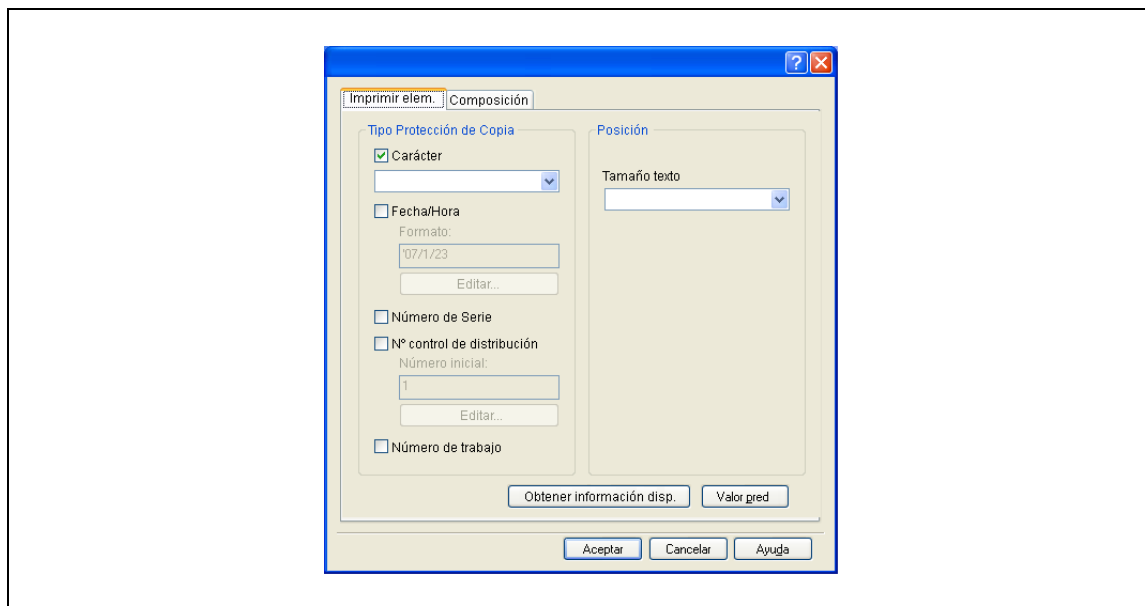 Imprimir elem.
Composición
Tipo Protección de Copia
Carácter
Fecha/Hora
Formato:
'07/1/23
Editar...
Número de Serie
Nº control de distribución
Número inicial:
1
Editar...
Número de trabajo
Posición
Tamaño texto
Obtener información disp.
Valor pred
Aceptar
Cancelar
Ayuda